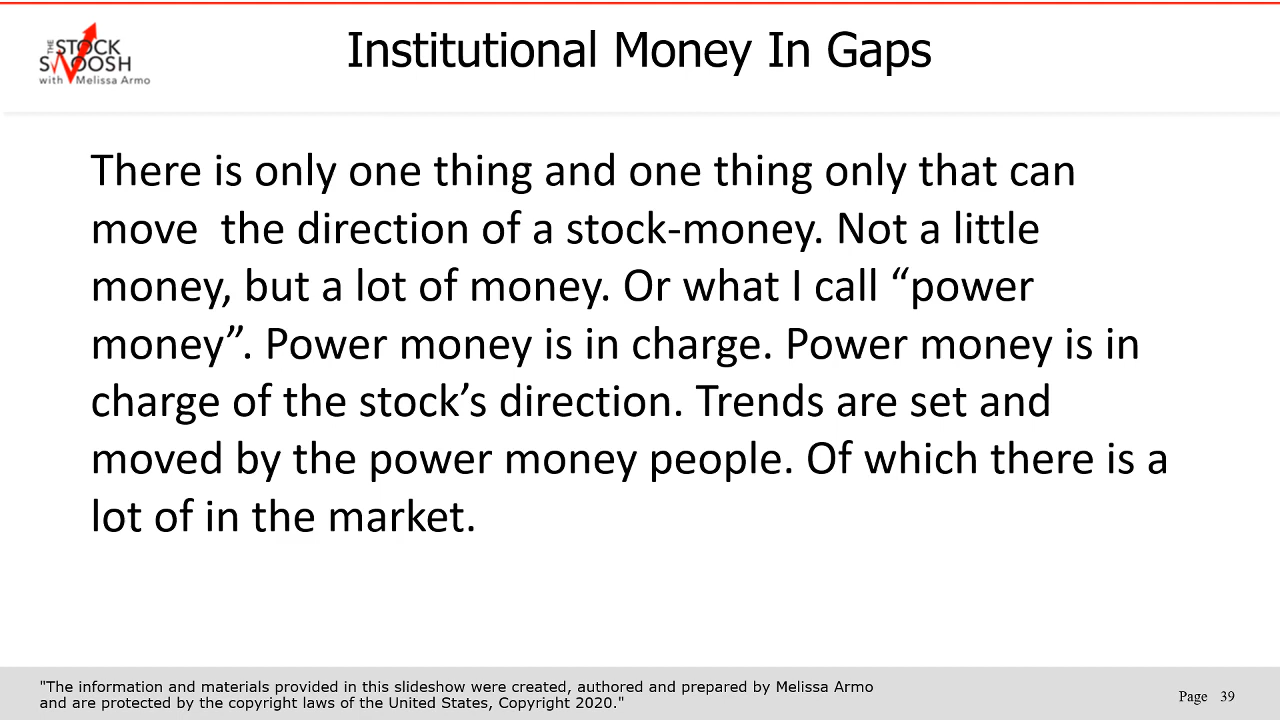 THE
STOCK
SWOOSH
with Melissa Armo
Institutional Money In Gaps
There is only one thing and one thing only that can
move  the direction of a stock-money. Not a little
money, but a lot of money. Or what I call “power
money”. Power money is in charge. Power money is in
charge of the stock’s direction. Trends are set and
moved by the power money people. Of which there is a
lot of in the market.
"The information and materials provided in this slideshow were created, authored and prepared by Melissa Armo
and are protected by the copyright laws of the United States, Copyright 2020."
Page 39